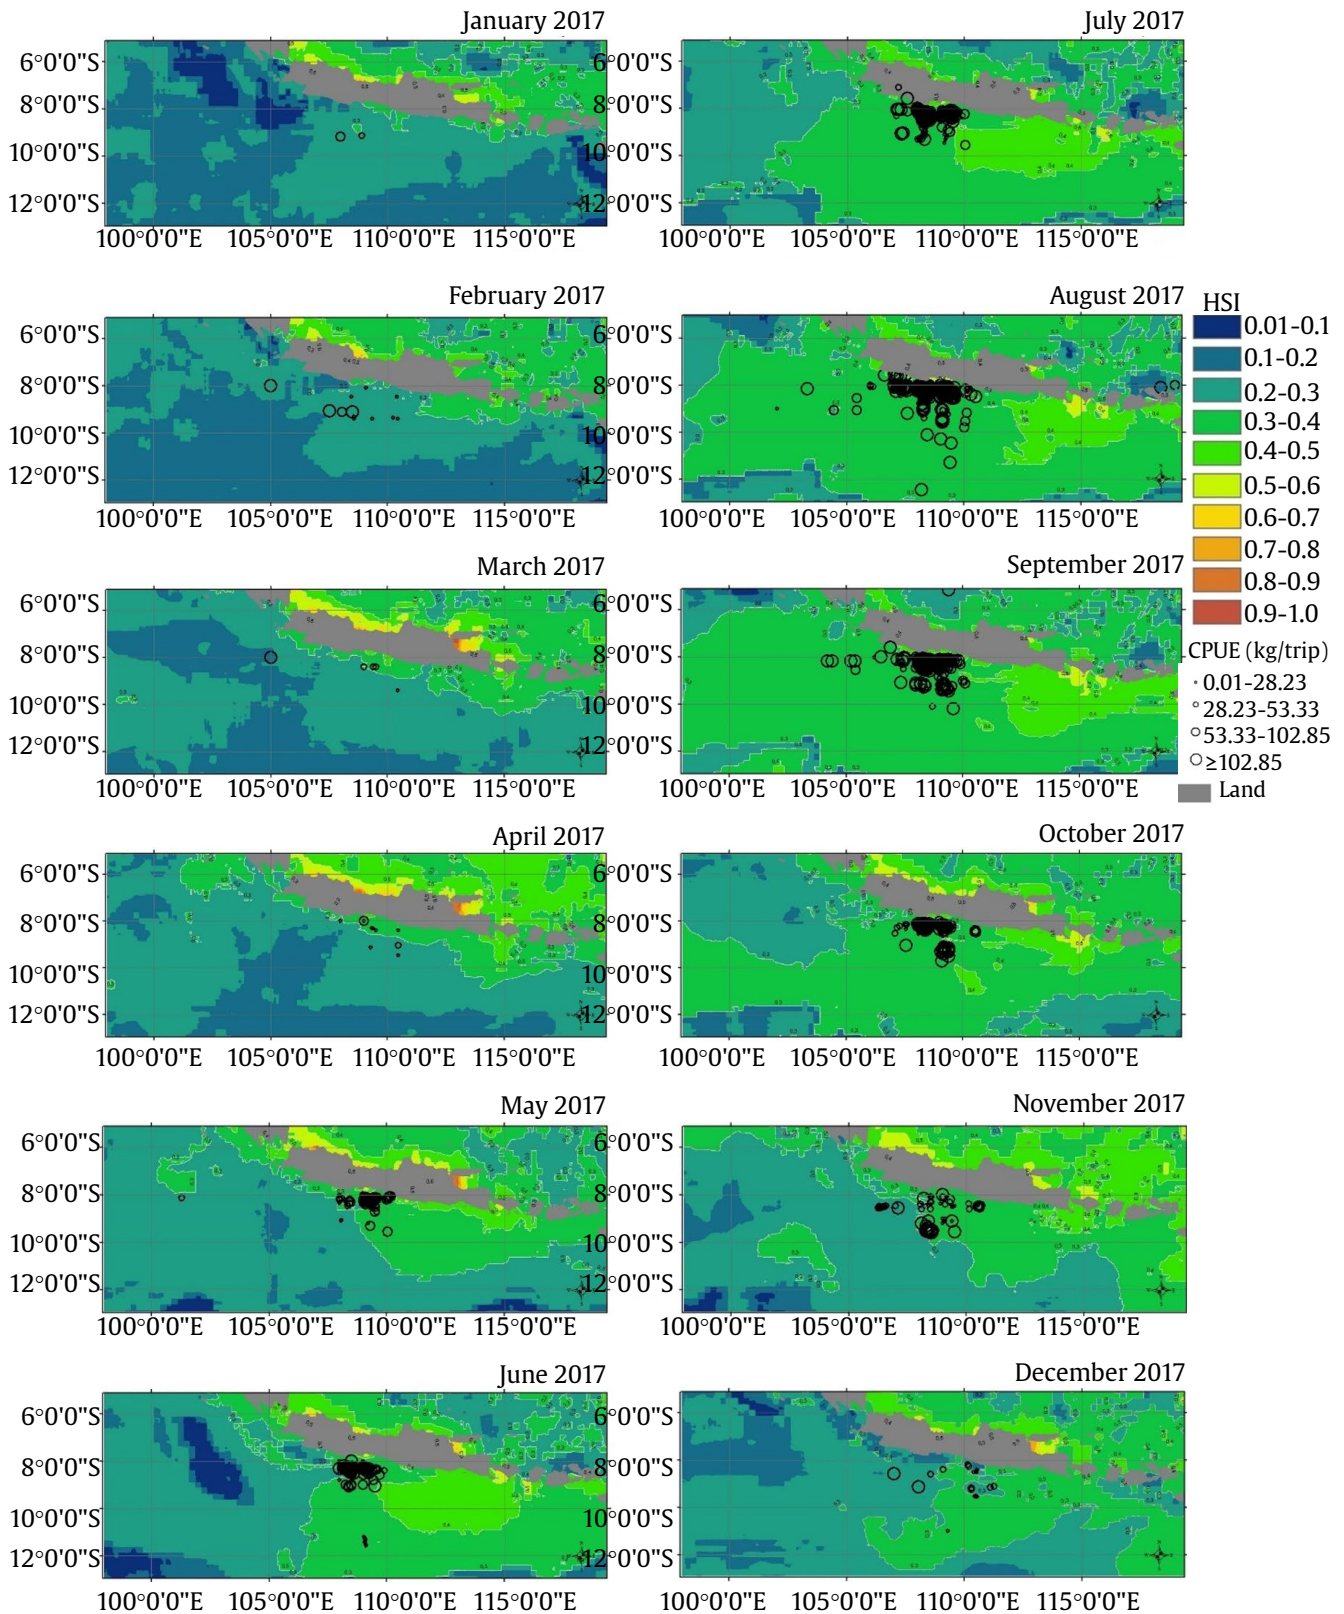 January 2017
6°0'0"S
8°0'0"S
10°0'0"S
12°0'0"S
100°0'0"E 105°0'0"E 110°0'0"E 115°0'0"E
July 2017
6°0'0"S
8°0'0"S
10°0'0"S
12°0'0"S
100°0'0"E 105°0'0"E 110°0'0"E 115°0'0"E
February 2017
6°0'0"S
8°0'0"S
10°0'0"S
12°0'0"S
100°0'0"E 105°0'0"E 110°0'0"E 115°0'0"E
August 2017
6°0'0"S
8°0'0"S
10°0'0"S
12°0'0"S
100°0'0"E 105°0'0"E 110°0'0"E 115°0'0"E
HSI
0.01-0.1
0.1-0.2
0.2-0.3
0.3-0.4
0.4-0.5
0.5-0.6
0.6-0.7
0.7-0.8
0.8-0.9
0.9-1.0
CPUE (kg/trip)
0.01-28.23
28.23-53.33
53.33-102.85
≥102.85
Land
March 2017
6°0'0"S
8°0'0"S
10°0'0"S
12°0'0"S
100°0'0"E 105°0'0"E 110°0'0"E 115°0'0"E
September 2017
6°0'0"S
8°0'0"S
10°0'0"S
12°0'0"S
100°0'0"E 105°0'0"E 110°0'0"E 115°0'0"E
April 2017
6°0'0"S
8°0'0"S
10°0'0"S
12°0'0"S
100°0'0"E 105°0'0"E 110°0'0"E 115°0'0"E
October 2017
6°0'0"S
8°0'0"S
10°0'0"S
12°0'0"S
100°0'0"E 105°0'0"E 110°0'0"E 115°0'0"E
May 2017
6°0'0"S
8°0'0"S
10°0'0"S
12°0'0"S
100°0'0"E 105°0'0"E 110°0'0"E 115°0'0"E
November 2017
6°0'0"S
8°0'0"S
10°0'0"S
12°0'0"S
100°0'0"E 105°0'0"E 110°0'0"E 115°0'0"E
June 2017
6°0'0"S
8°0'0"S
10°0'0"S
12°0'0"S
100°0'0"E 105°0'0"E 110°0'0"E 115°0'0"E
December 2017
6°0'0"S
8°0'0"S
10°0'0"S
12°0'0"S
100°0'0"E 105°0'0"E 110°0'0"E 115°0'0"E